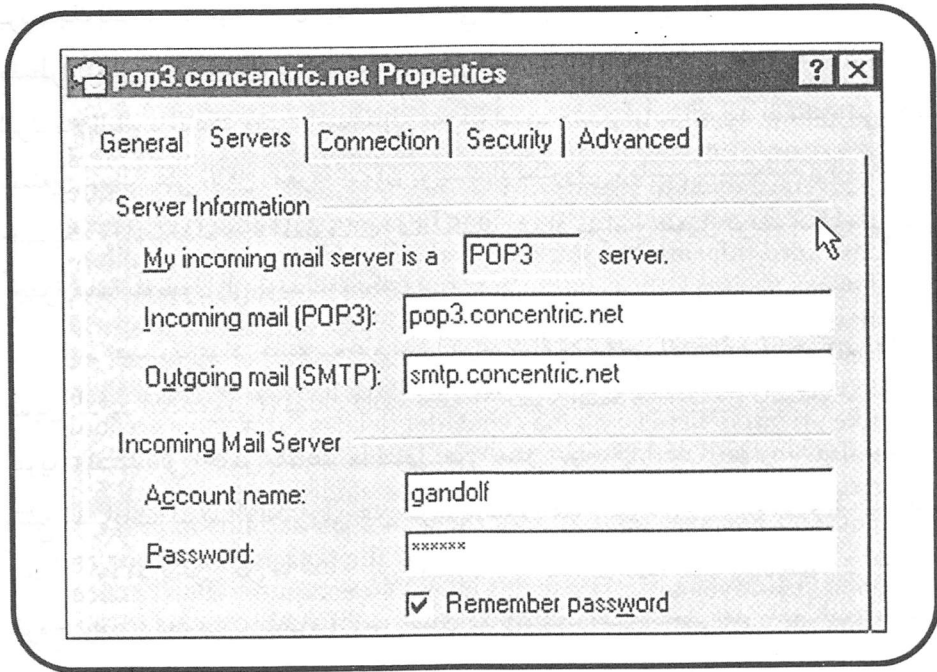 pop3.concentric.net Properties ? X
General Servers Connection Security Advanced
Server Information
My incoming mail server is a POP3 server.
Incoming mail (POP3): pop3.concentric.net
Outgoing mail (SMTP): smtp.concentric.net
Incoming Mail Server
Account name: gandolf
Password: xxxxxx
Remember password